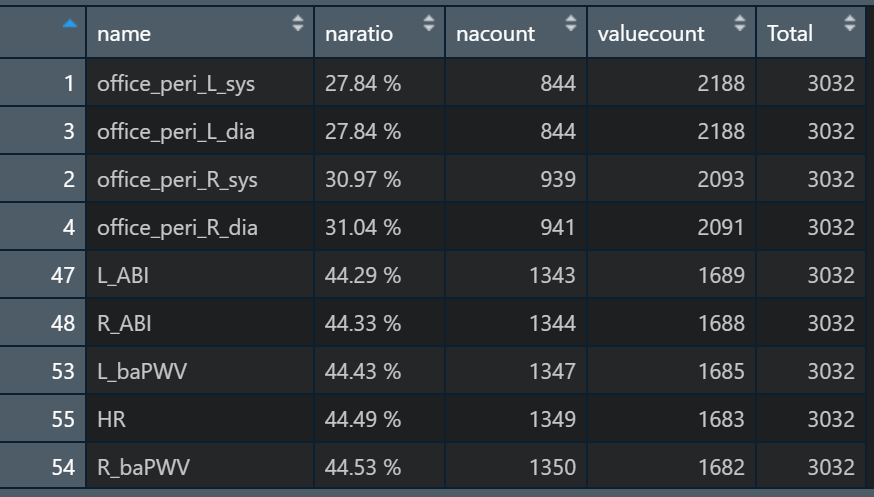 name naratio nacount valuecount Total
1 office_peri_L_sys 27.84 % 844 2188 3032
3 office_peri_L_dia 27.84 % 844 2188 3032
2 office_peri_R_sys 30.97 % 939 2093 3032
4 office_peri_R_dia 31.04 % 941 2091 3032
47 L_ABI 44.29 % 1343 1689 3032
48 R_ABI 44.33 % 1344 1688 3032
53 L_baPWV 44.43 % 1347 1685 3032
55 HR 44.49 % 1349 1683 3032
54 R_baPWV 44.53 % 1350 1682 3032